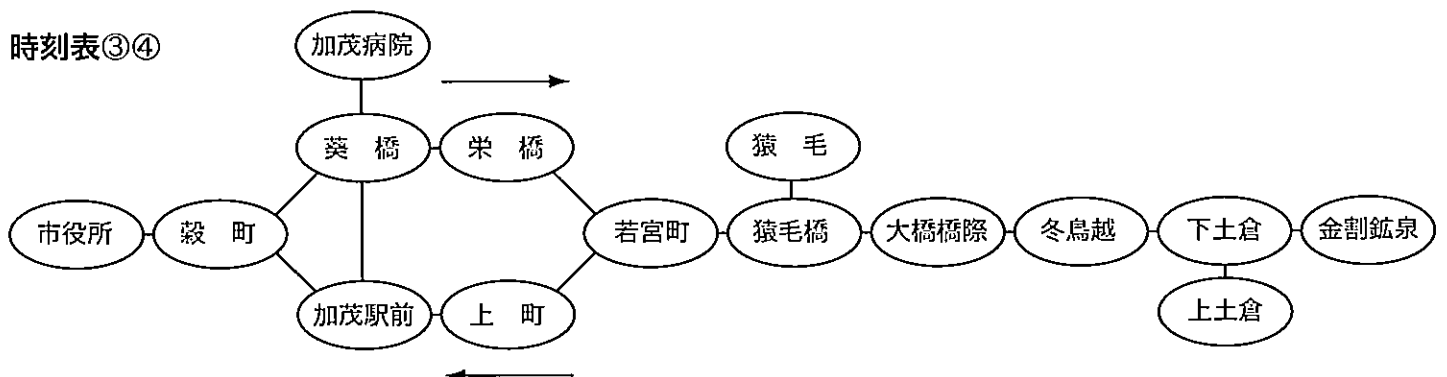 時刻表③④
加茂病院
葵橋
栄橋
猿毛
市役所
穀町
若宮町
猿毛橋
大橋橋際
冬鳥越
下土倉
金割鉱泉
加茂駅前
上町
上土倉